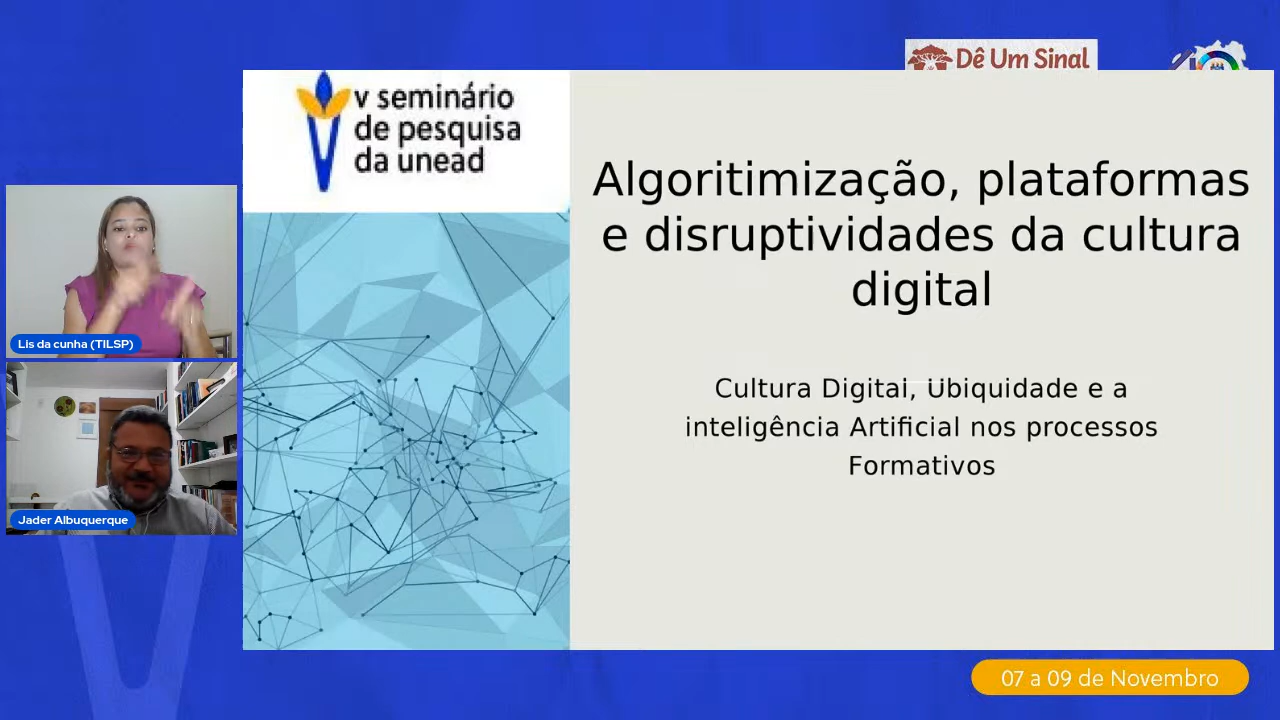 Dê Um Sinal
v seminário
de pesquisa
da unead
Algoritimização, plataformas
e disruptividades da cultura
digital
Cultura Digital, Ubiquidade e a
inteligência Artificial nos processos
Formativos
Lis da cunha (TILSP)
Jader Albuquerque
07 a 09 de Novembro